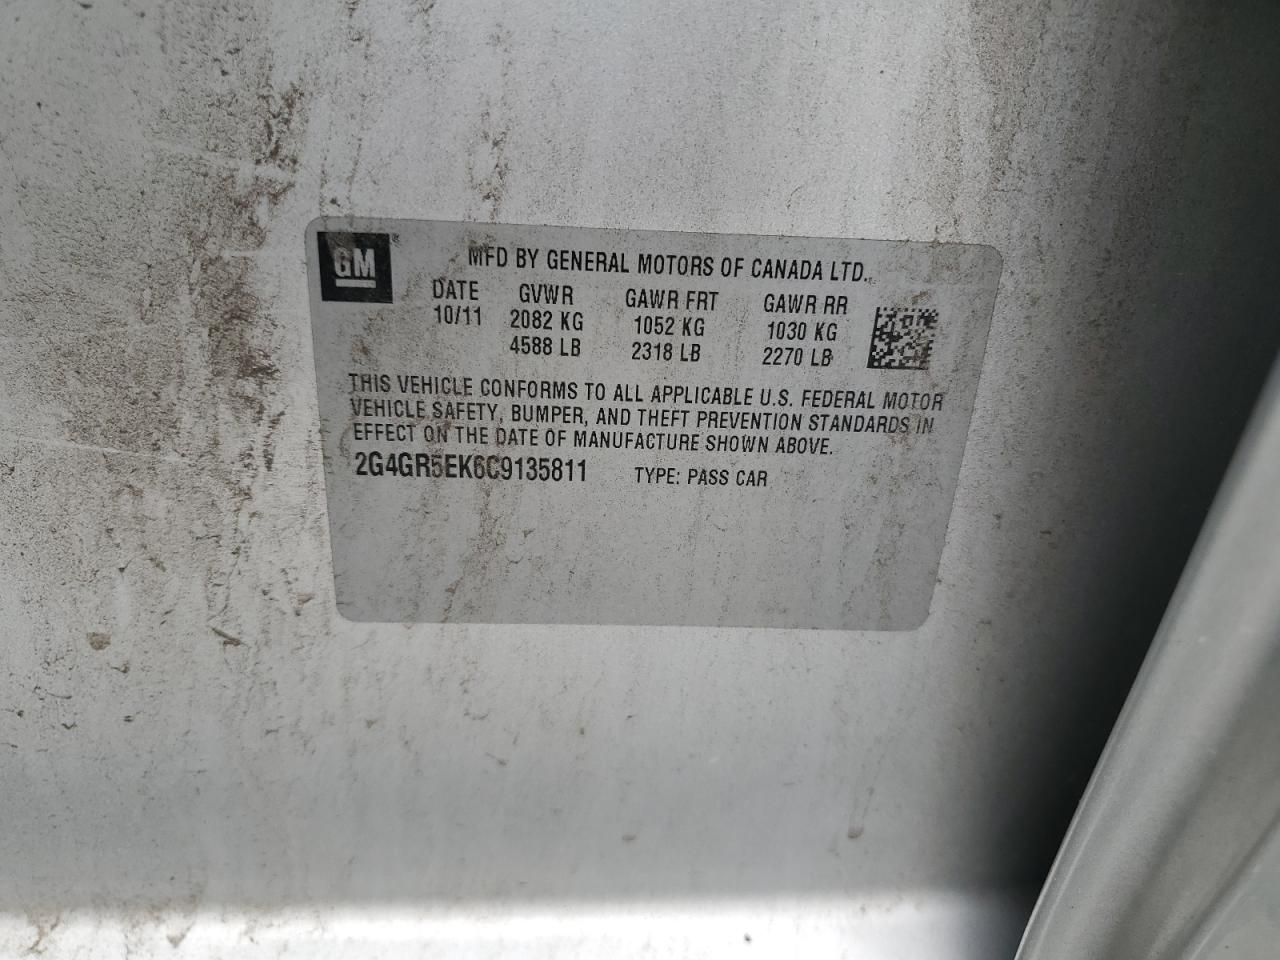 GM ®
MFD BY GENERAL MOTORS OF CANADA LTD.
DATE GVWR GAWR FRT GAWR RR
10/11 2082 KG 1052 KG 1030 KG
4588 LB 2318 LB 2270 LB
THIS VEHICLE CONFORMS TO ALL APPLICABLE U.S. FEDERAL MOTOR
VEHICLE SAFETY, BUMPER, AND THEFT PREVENTION STANDARDS IN
EFFECT ON THE DATE OF MANUFACTURE SHOWN ABOVE.
2G4GR5EK6C9135811 TYPE: PASS CAR